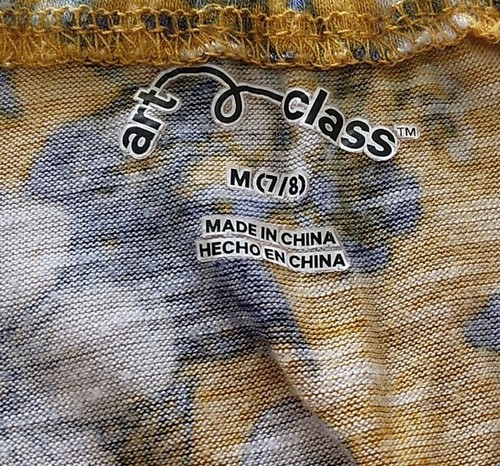 art class™
M (7/8)
MADE IN CHINA
HECHO EN CHINA